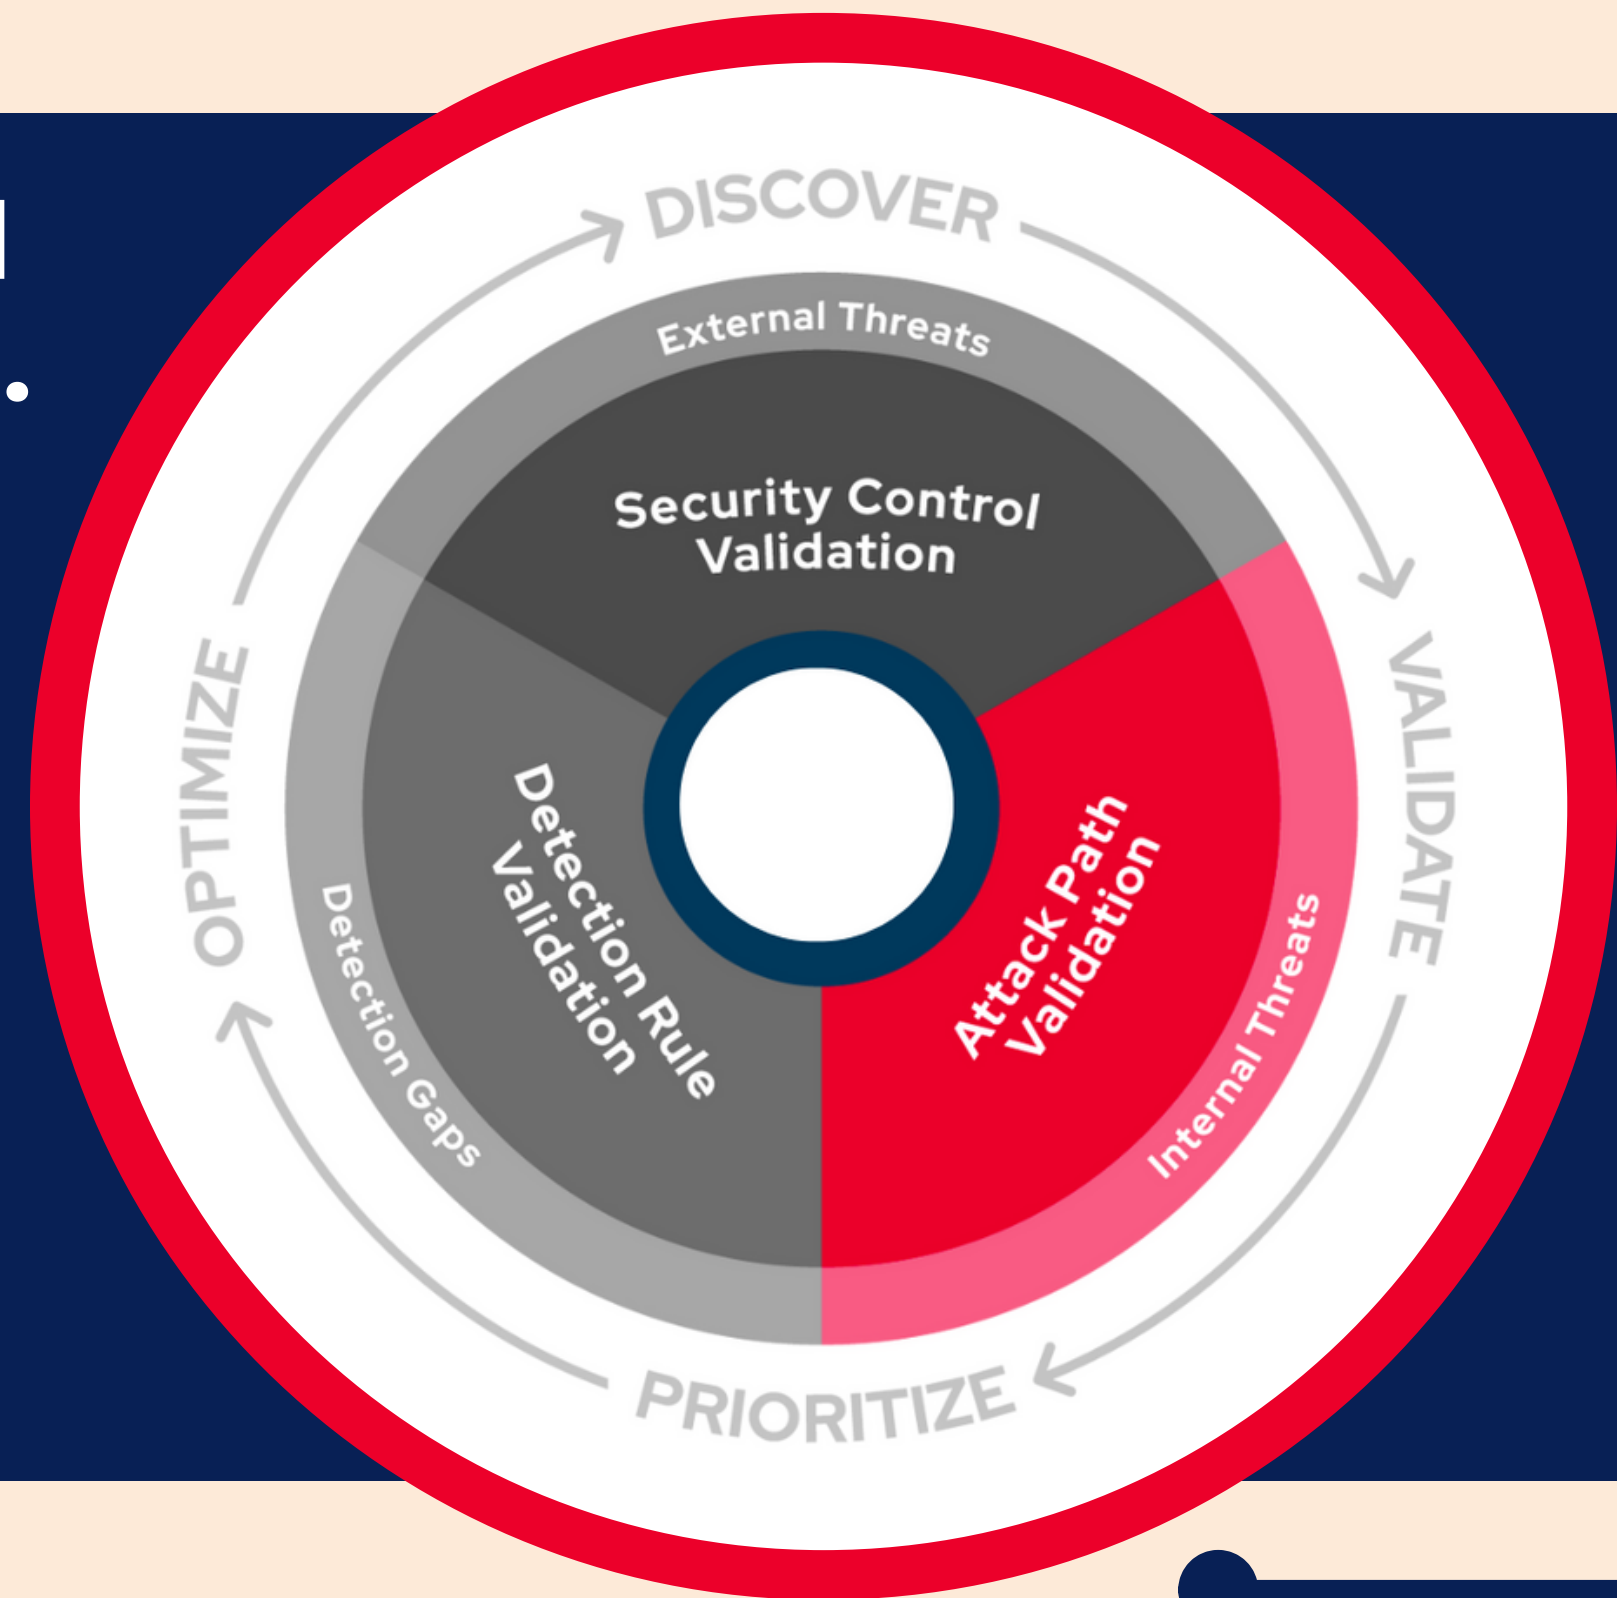 DISCOVER
External Threats
Security Control
Validation
VALIDATE
Attack Path
Validation
Internal Threats
PRIORITIZE
Detection Rule
Validation
Detection Gaps
OPTIMIZE